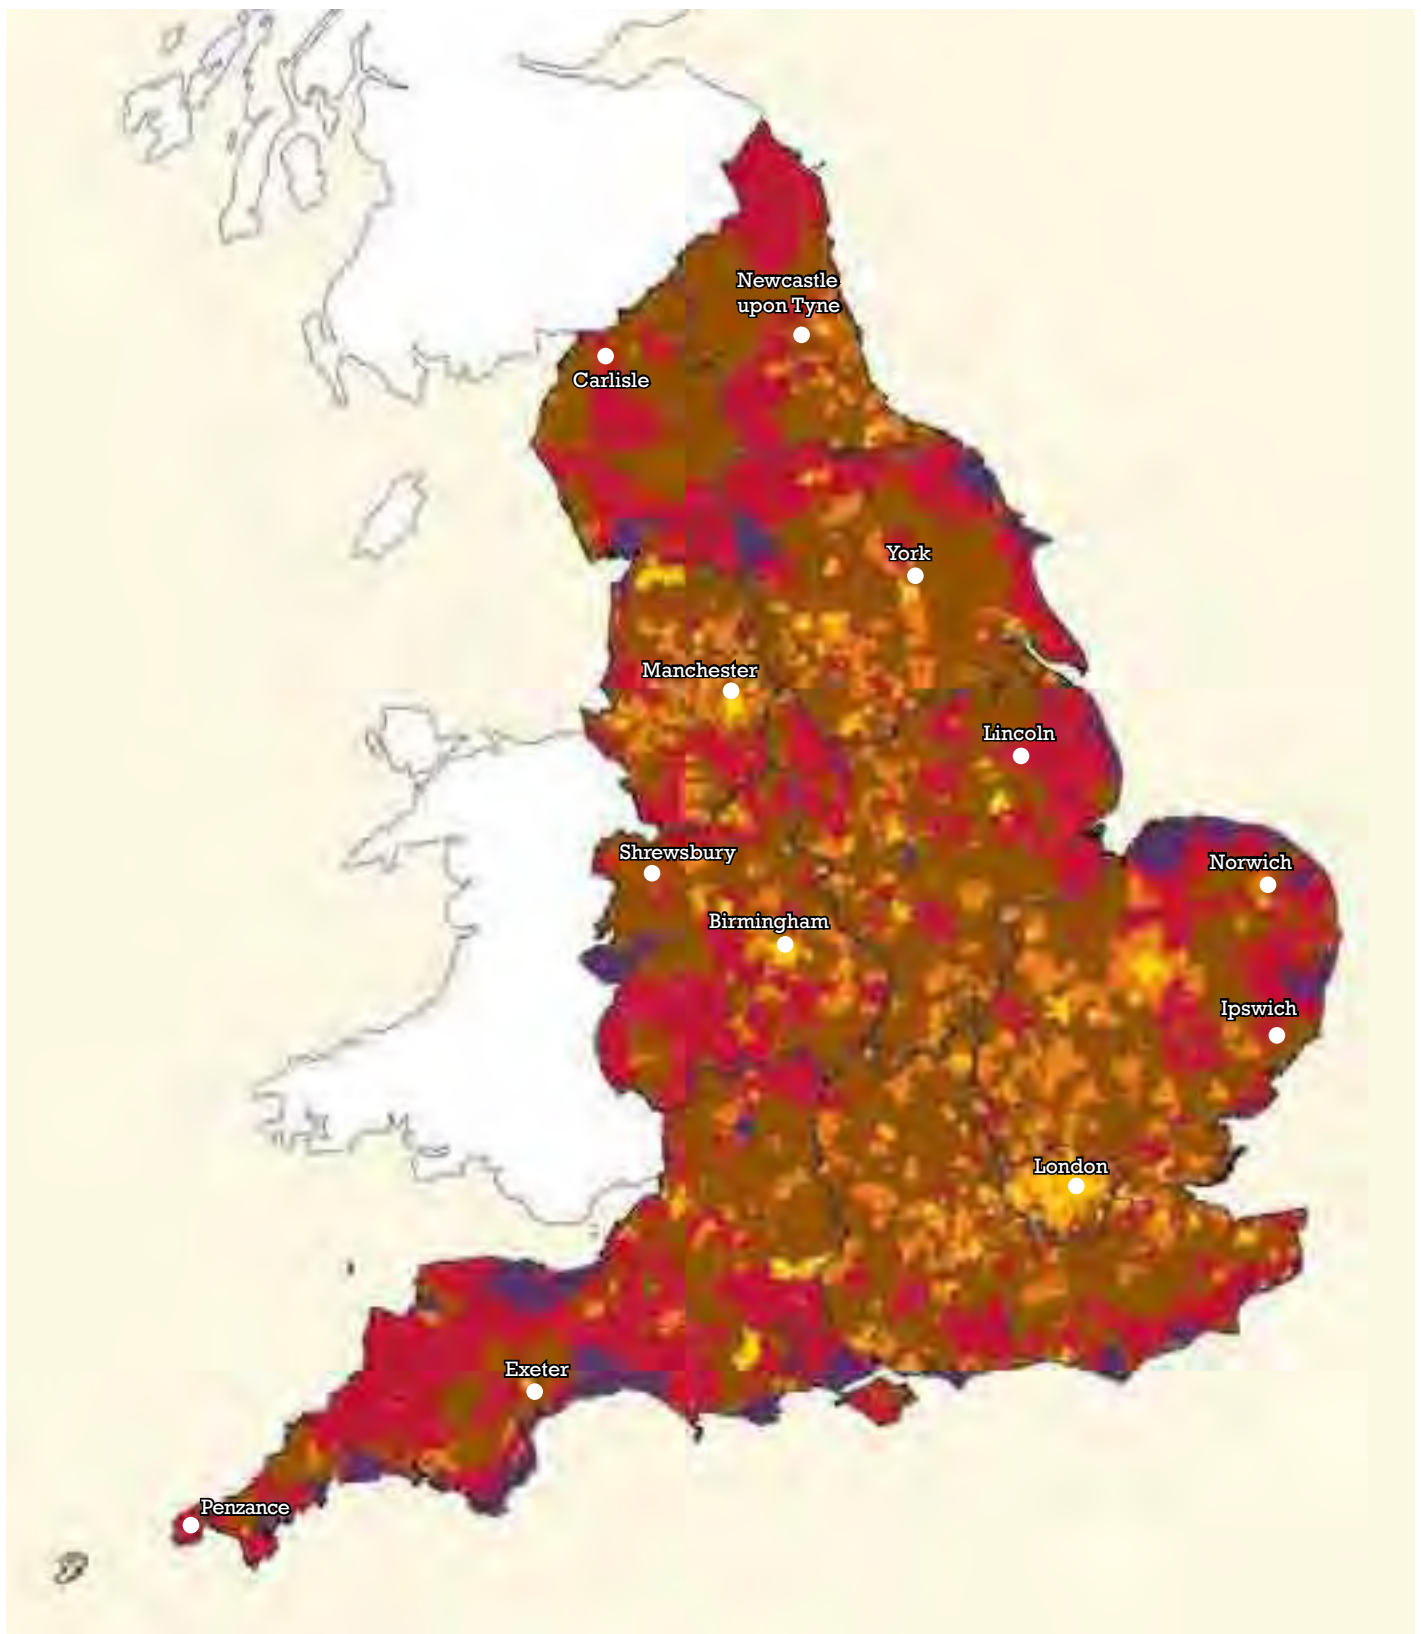 Newcastle
upon Tyne
Carlisle
York
Manchester
Lincoln
Shrewsbury
Norwich
Birmingham
Ipswich
London
Exeter
Penzance